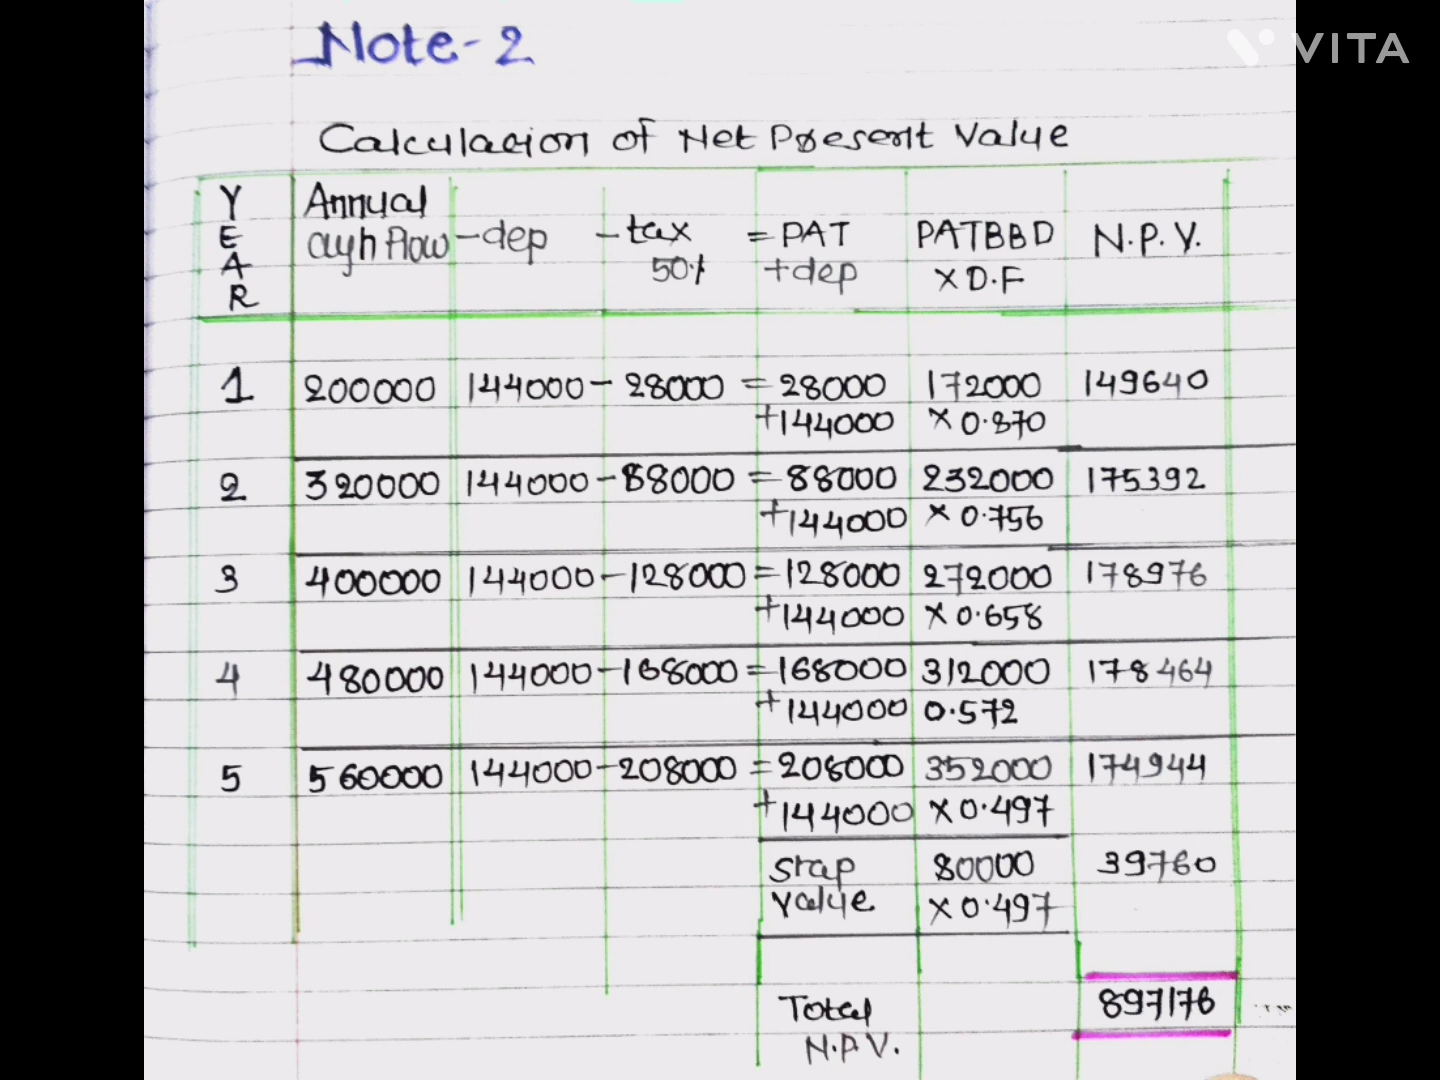 Note-2
VITA
Calculation of Net Present Value
YEAR Annual cash flow -dep -tax 50% =PAT +dep PATBBD X D.F N.P.V.
1 200000 144000 - 28000 = 28000 172000 149640
+144000 × 0.870
2 320000 144000 - 88000 = 88000 232000 175392
+144000 × 0.756
3 400000 144000 - 128000 = 128000 272000 178976
+144000 × 0.658
4 480000 144000 - 168000 = 168000 312000 178464
+144000 0.572
5 560000 144000 - 208000 = 208000 352000 174944
+144000 × 0.497
Strap 80000 39760
Value × 0.497
Total 897176
N.P.V.